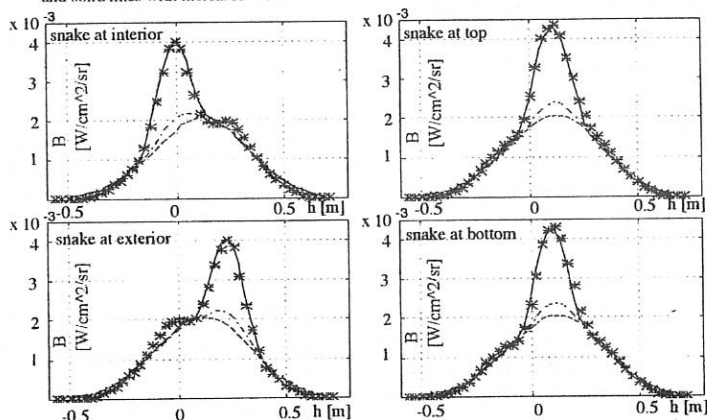 x 10 -3
snake at interior
4
3
2
1
B
[W/cm^2/sr]
-0.5 0 0.5 h [m]
x 10 -3
snake at top
4
3
2
1
B
[W/cm^2/sr]
-0.5 0 0.5 h [m]
x 10 -3
snake at exterior
4
3
2
1
B
[W/cm^2/sr]
-0.5 0 0.5 h [m]
x 10 -3
snake at bottom
4
3
2
1
B
[W/cm^2/sr]
-0.5 0 0.5 h [m]